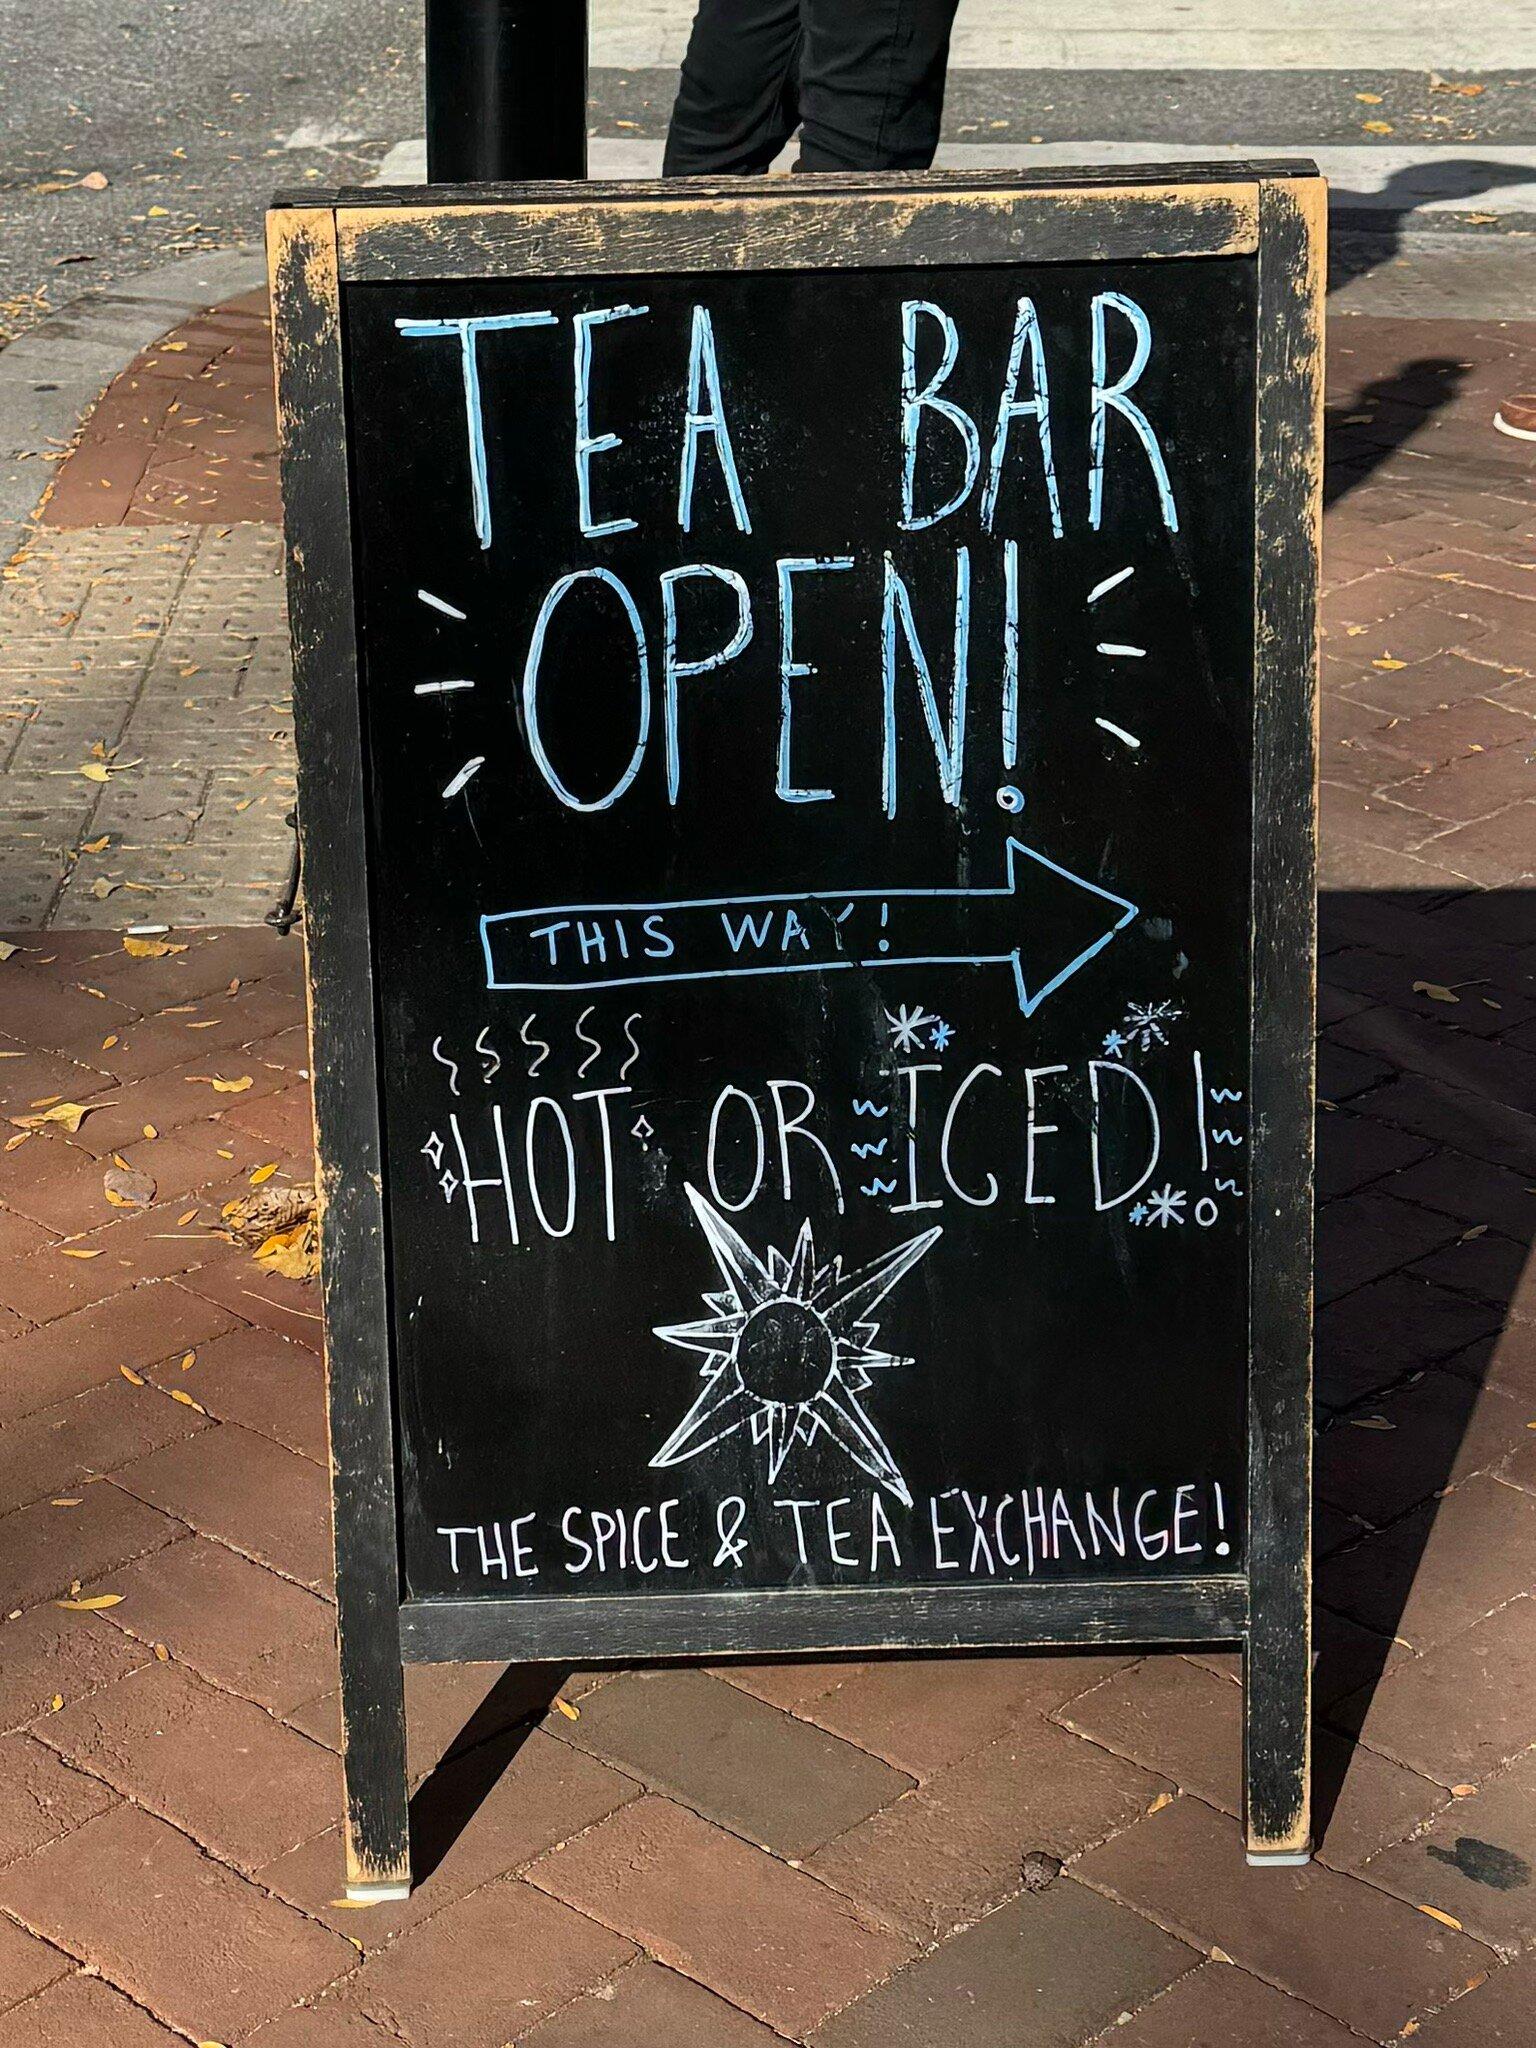 TEA BAR
OPEN!
THIS WAY!
HOT OR ICED!
THE SPICE & TEA EXCHANGE!